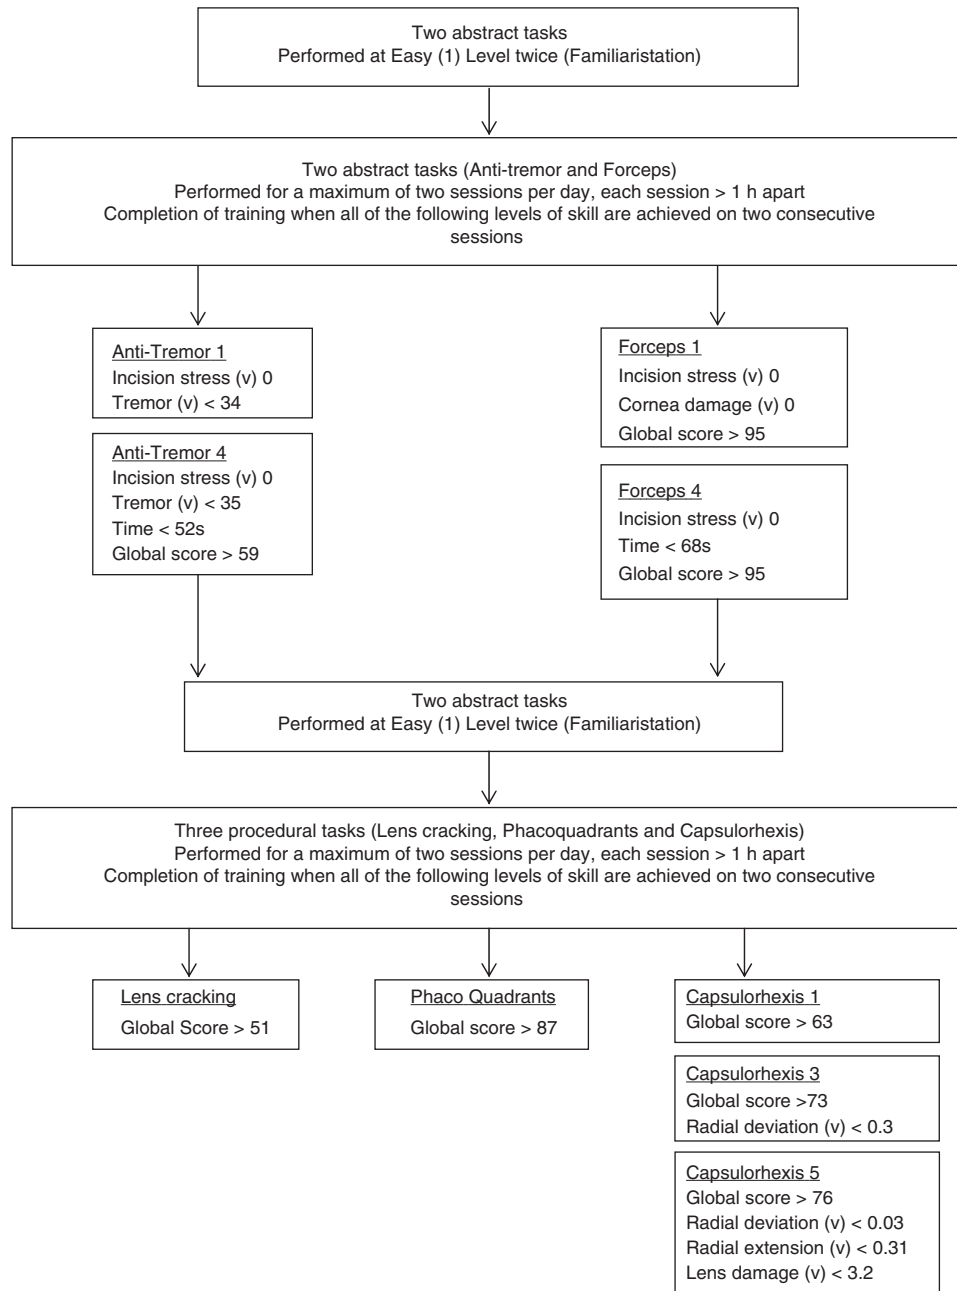 Two abstract tasks
Performed at Easy (1) Level twice (Familiaristation)
Two abstract tasks (Anti-tremor and Forceps)
Performed for a maximum of two sessions per day, each session > 1 h apart
Completion of training when all of the following levels of skill are achieved on two consecutive
sessions
Anti-Tremor 1
Incision stress (v) 0
Tremor (v) < 34
Anti-Tremor 4
Incision stress (v) 0
Tremor (v) < 35
Time < 52s
Global score > 59
Forceps 1
Incision stress (v) 0
Cornea damage (v) 0
Global score > 95
Forceps 4
Incision stress (v) 0
Time < 68s
Global score > 95
Two abstract tasks
Performed at Easy (1) Level twice (Familiaristation)
Three procedural tasks (Lens cracking, Phacoquadrants and Capsulorhexis)
Performed for a maximum of two sessions per day, each session > 1 h apart
Completion of training when all of the following levels of skill are achieved on two consecutive
sessions
Lens cracking
Global Score > 51
Phaco Quadrants
Global score > 87
Capsulorhexis 1
Global score > 63
Capsulorhexis 3
Global score >73
Radial deviation (v) < 0.3
Capsulorhexis 5
Global score > 76
Radial deviation (v) < 0.03
Radial extension (v) < 0.31
Lens damage (v) < 3.2